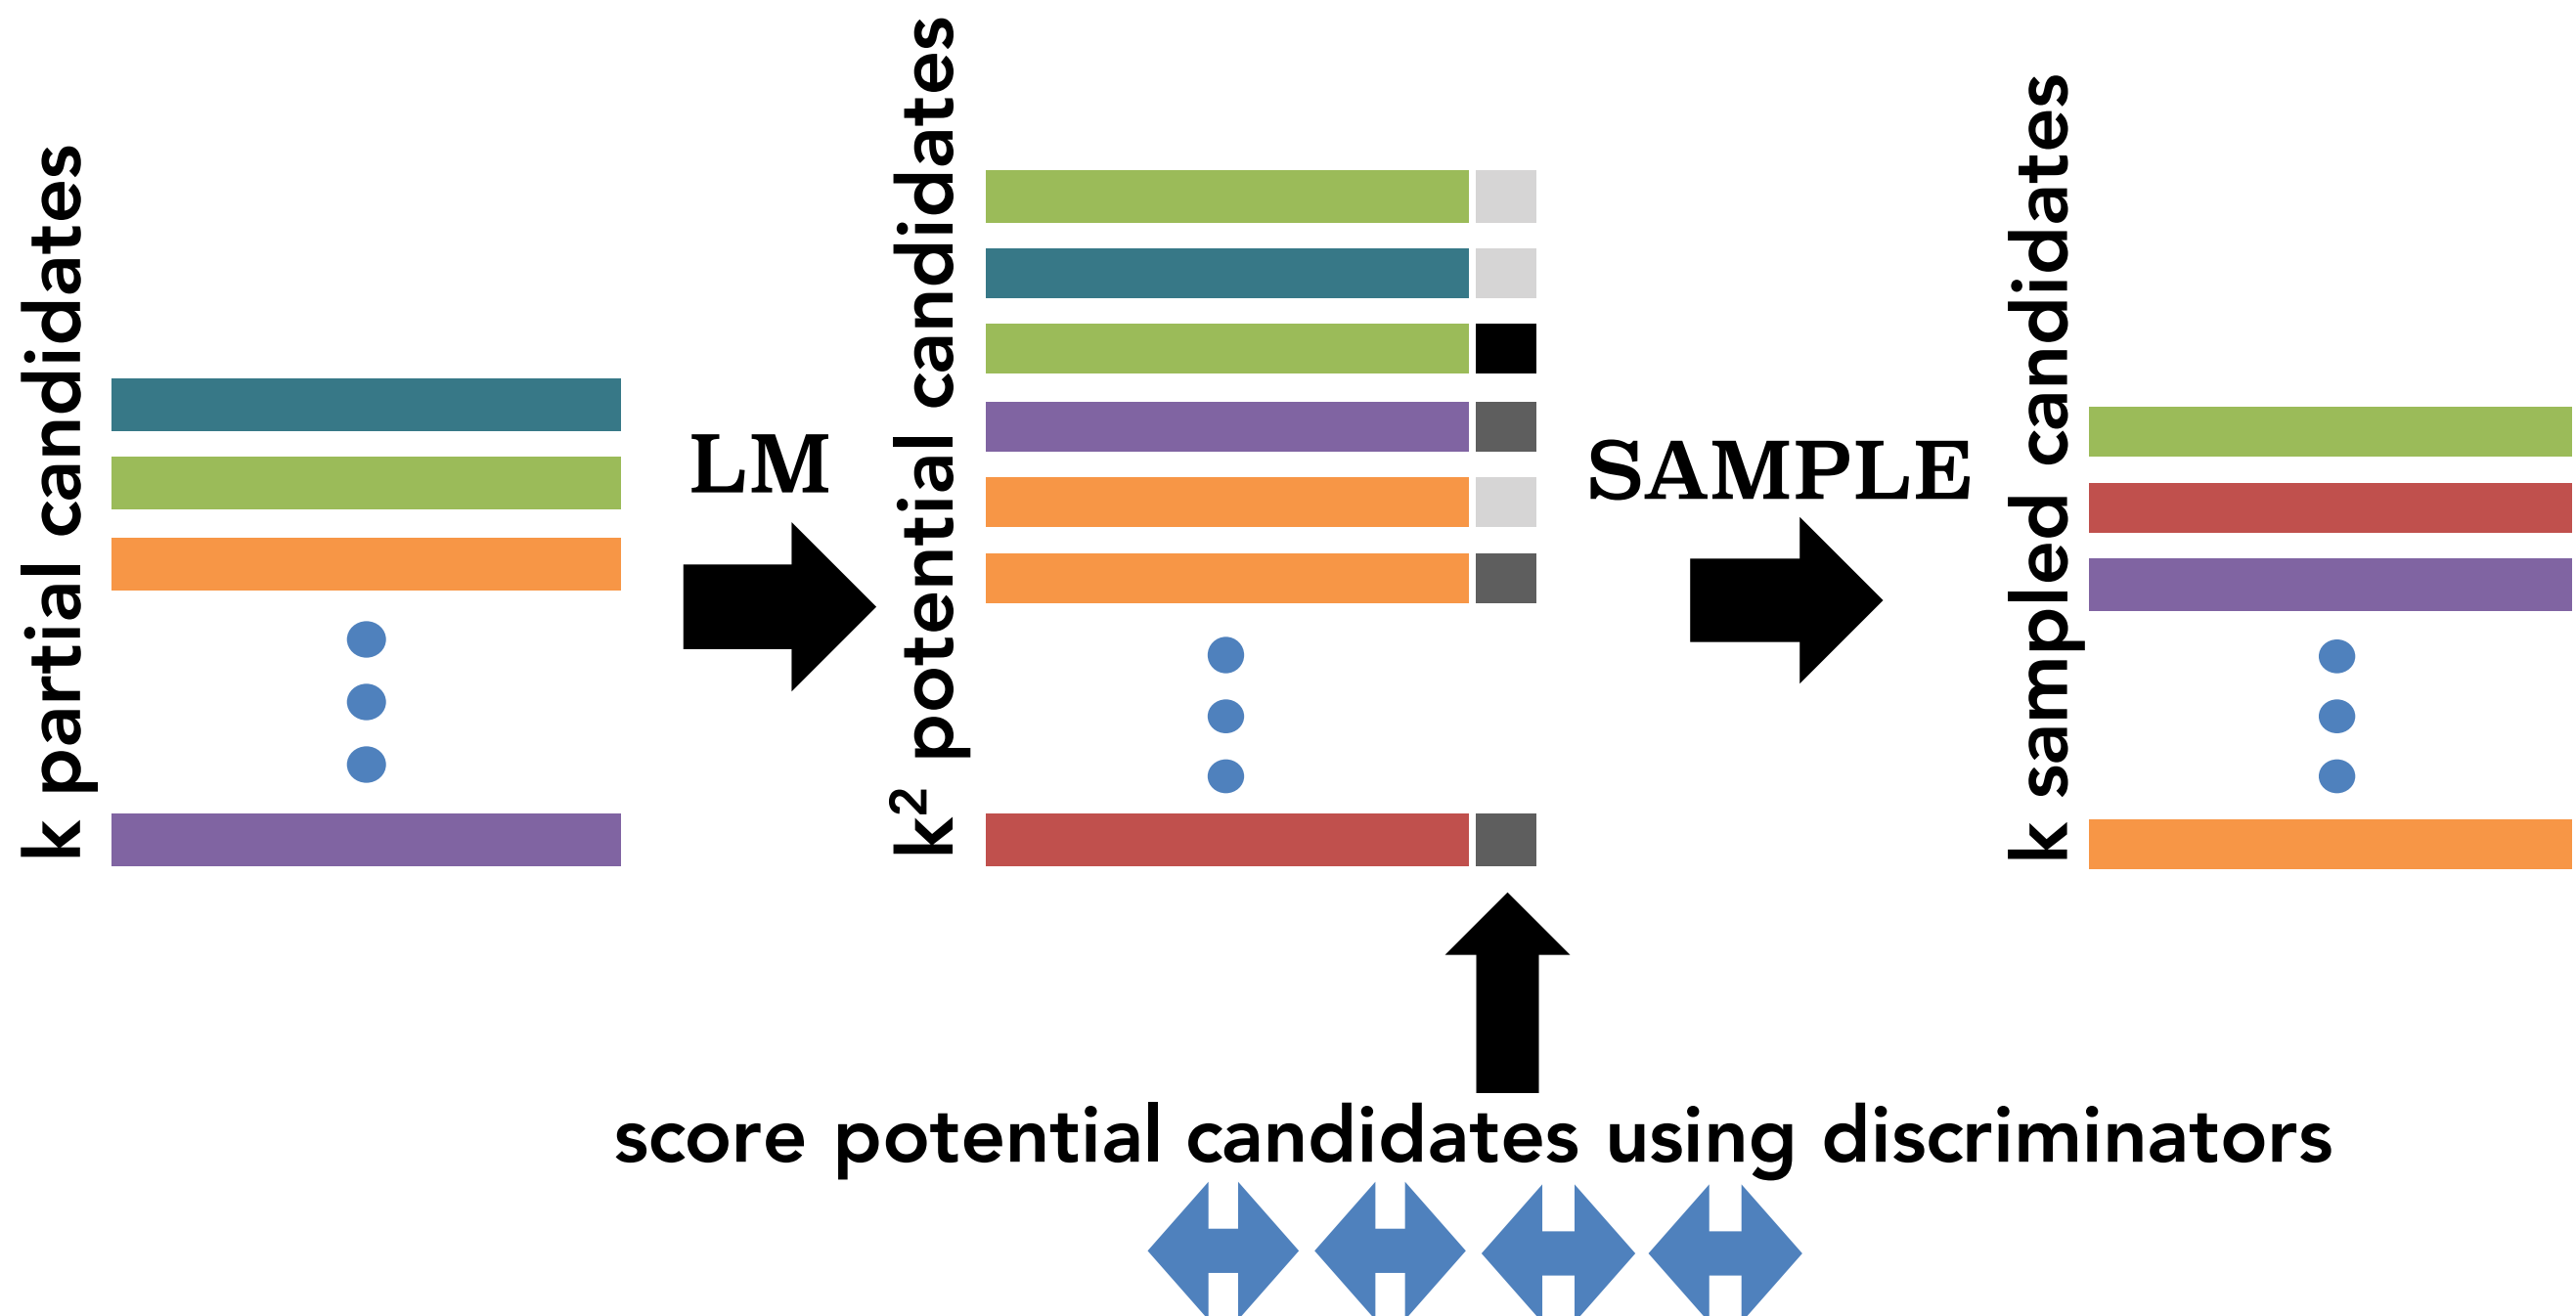 k partial candidates
LM
k² potential candidates
SAMPLE
k sampled candidates
score potential candidates using discriminators